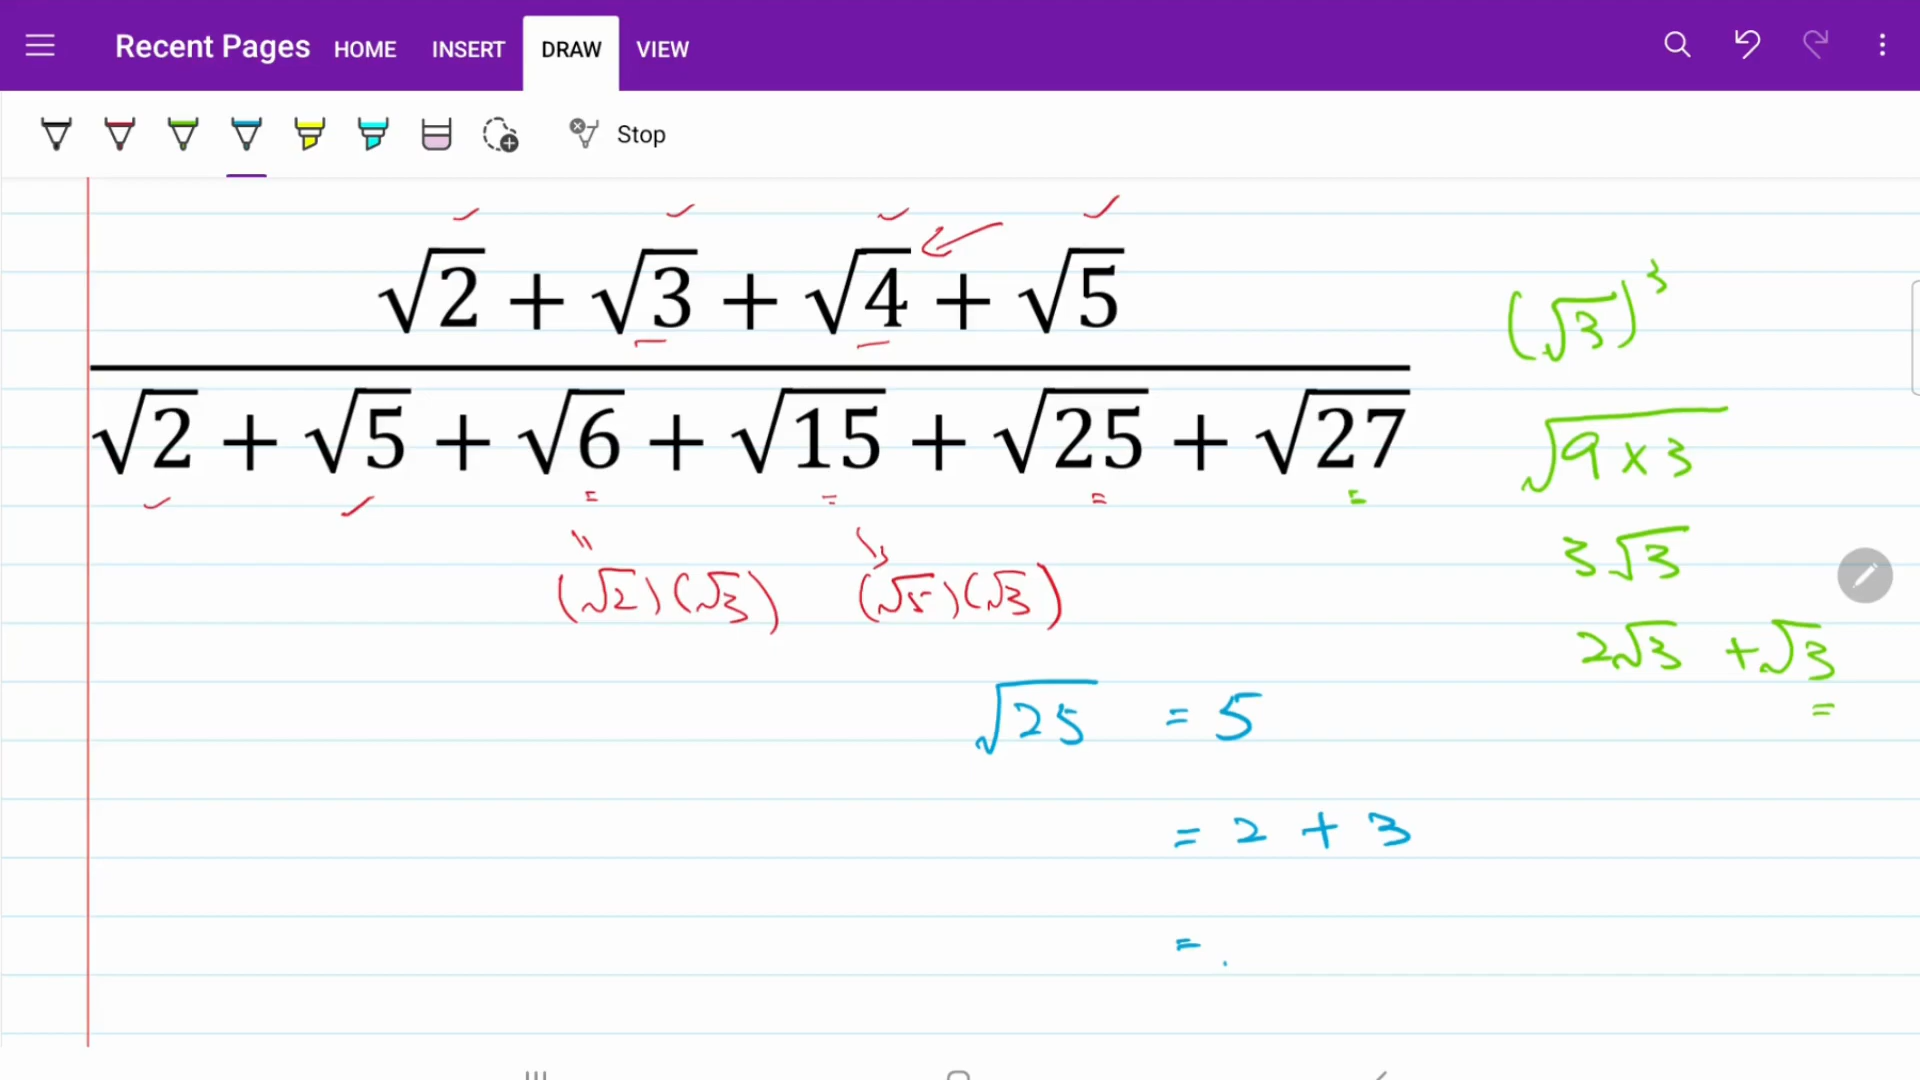 Recent Pages HOME INSERT DRAW VIEW
Stop
√2 + √3 + √4 + √5
√2 + √5 + √6 + √15 + √25 + √27
(√2)(√3) (√5)(√3)
√25 = 5
= 2 + 3
= .
(√3)³
√9 × 3
3√3
2√3 + √3
=